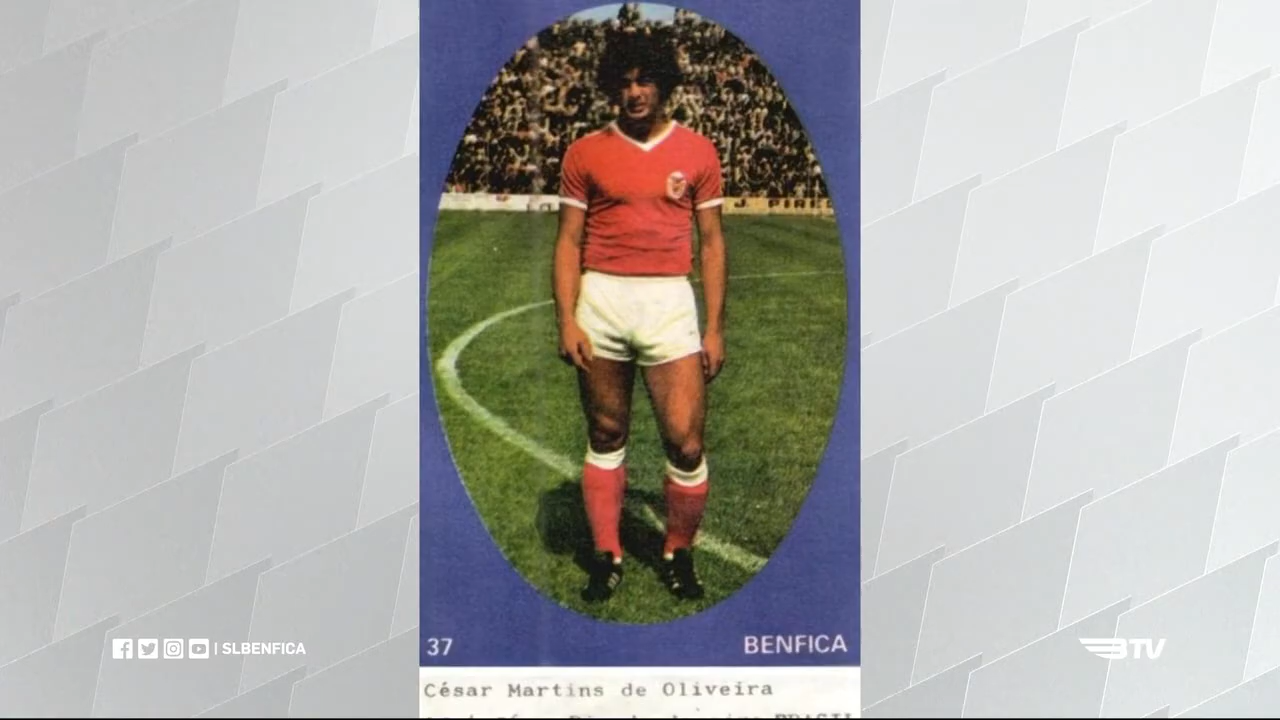 J. PIRES
37
BENFICA
César Martins de Oliveira
| SLBENFICA
BTV